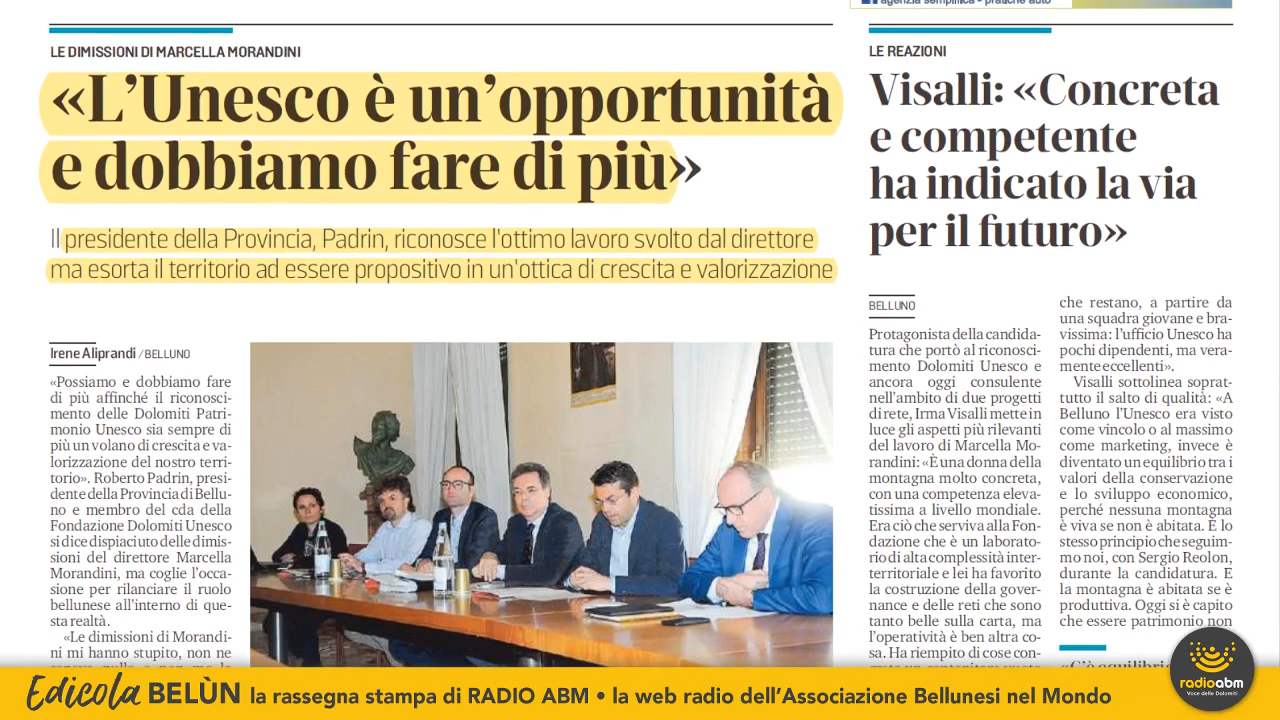 agenzia semplifica - pratiche auto
LE DIMISSIONI DI MARCELLA MORANDINI
«L’Unesco è un’opportunità
e dobbiamo fare di più»
Il presidente della Provincia, Padrin, riconosce l'ottimo lavoro svolto dal direttore
ma esorta il territorio ad essere propositivo in un'ottica di crescita e valorizzazione
Irene Aliprandi / BELLUNO
«Possiamo e dobbiamo fare
di più affinché il riconosci-
mento delle Dolomiti Patri-
monio Unesco sia sempre di
più un volano di crescita e va-
lorizzazione del nostro terri-
torio». Roberto Padrin, presi-
dente della Provincia di Bellu-
no e membro del cda della
Fondazione Dolomiti Unesco
si dice dispiaciuto delle dimis-
sioni del direttore Marcella
Morandini, ma coglie l’occa-
sione per rilanciare il ruolo
bellunese all’interno di que-
sta realtà.
«Le dimissioni di Morandi-
ni mi hanno stupito, non ne
LE REAZIONI
Visalli: «Concreta
e competente
ha indicato la via
per il futuro»
BELLUNO
Protagonista della candida-
tura che portò al riconosci-
mento Dolomiti Unesco e
ancora oggi consulente
nell’ambito di due progetti
di rete, Irma Visalli mette in
luce gli aspetti più rilevanti
del lavoro di Marcella Mo-
randini: «È una donna della
montagna molto concreta,
con una competenza eleva-
tissima a livello mondiale.
Era ciò che serviva alla Fon-
dazione che è un laborato-
rio di alta complessità inter-
territoriale e lei ha favorito
la costruzione della gover-
nance e delle reti che sono
tanto belle sulla carta, ma
l’operatività è ben altra co-
sa. Ha riempito di cose con-
che restano, a partire da
una squadra giovane e bra-
vissima: l’ufficio Unesco ha
pochi dipendenti, ma vera-
mente eccellenti».
Visalli sottolinea soprat-
tutto il salto di qualità: «A
Belluno l’Unesco era visto
come vincolo o al massimo
come marketing, invece è
diventato un equilibrio tra i
valori della conservazione
e lo sviluppo economico,
perché nessuna montagna
è viva se non è abitata. È lo
stesso principio che seguim-
mo noi, con Sergio Reolon,
durante la candidatura. E
la montagna è abitata se è
produttiva. Oggi si è capito
che essere patrimonio non
Edicola BELÙN la rassegna stampa di RADIO ABM • la web radio dell’Associazione Bellunesi nel Mondo
radioabm
Voce delle Dolomiti